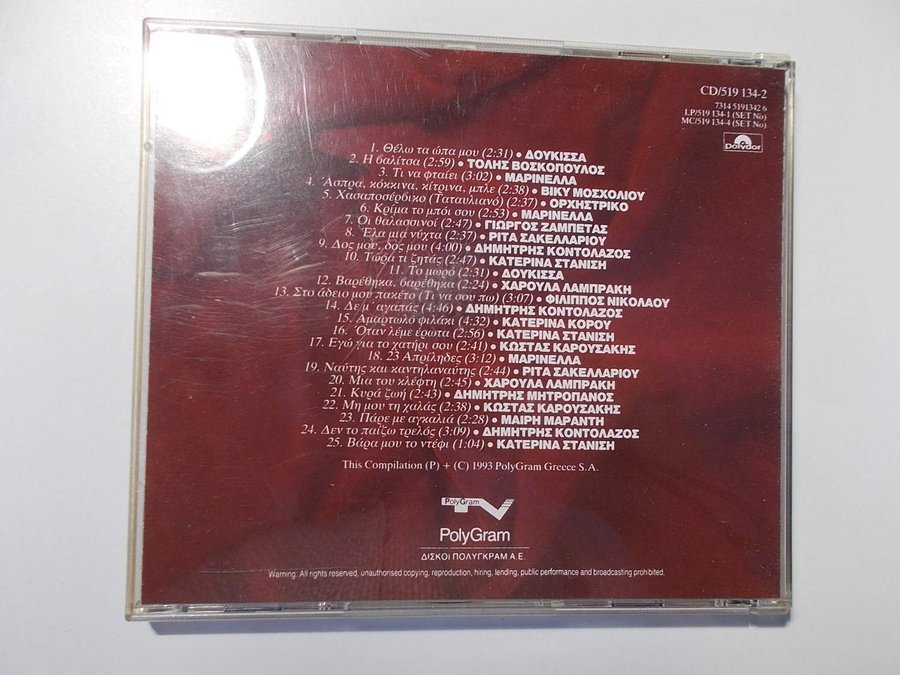 CD/519 134-2
7314 5191342 6
LP/519 134-1 (SET No)
MC/519 134-4 (SET No)
polydor
1. Θέλω τα ώπα μου (2:31) • ΔΟΥΚΙΣΣΑ
2. Η βαλίτσα (2:59) • ΤΟΛΗΣ ΒΟΣΚΟΠΟΥΛΟΣ
3. Τι να φταίει (3:02) • ΜΑΡΙΝΕΛΛΑ
4. Άσπρα, κόκκινα, κίτρινα, μπλε (2:38) • ΒΙΚΥ ΜΟΣΧΟΛΙΟΥ
5. Χασαποσέρβικο (Ταταυλιανό) (2:37) • ΟΡΧΗΣΤΡΙΚΟ
6. Κρίμα το μπόι σου (2:53) • ΜΑΡΙΝΕΛΛΑ
7. Οι θαλασσινοί (2:47) • ΓΙΩΡΓΟΣ ΖΑΜΠΕΤΑΣ
8. Έλα μια νύχτα (2:37) • ΡΙΤΑ ΣΑΚΕΛΛΑΡΙΟΥ
9. Δος μου, δος μου (4:00) • ΔΗΜΗΤΡΗΣ ΚΟΝΤΟΛΑΖΟΣ
10. Τώρα τι ζητάς (2:47) • ΚΑΤΕΡΙΝΑ ΣΤΑΝΙΣΗ
11. Το μωρό (2:31) • ΔΟΥΚΙΣΣΑ
12. Βαρέθηκα, βαρέθηκα (2:24) • ΧΑΡΟΥΛΑ ΛΑΜΠΡΑΚΗ
13. Στο άδειο μου πακέτο (Τι να σου πω) (3:07) • ΦΙΛΙΠΠΟΣ ΝΙΚΟΛΑΟΥ
14. Δε μ' αγαπάς (4:46) • ΔΗΜΗΤΡΗΣ ΚΟΝΤΟΛΑΖΟΣ
15. Αμαρτωλό φιλάκι (4:32) • ΚΑΤΕΡΙΝΑ ΚΟΡΟΥ
16. Όταν λέμε έρωτα (2:56) • ΚΑΤΕΡΙΝΑ ΣΤΑΝΙΣΗ
17. Εγώ για το χατήρι σου (2:41) • ΚΩΣΤΑΣ ΚΑΡΟΥΣΑΚΗΣ
18. 23 Απρίληδες (3:12) • ΜΑΡΙΝΕΛΛΑ
19. Ναύτης και καντηλαναύτης (2:44) • ΡΙΤΑ ΣΑΚΕΛΛΑΡΙΟΥ
20. Μια του κλέφτη (2:45) • ΧΑΡΟΥΛΑ ΛΑΜΠΡΑΚΗ
21. Κυρά ζωή (2:43) • ΔΗΜΗΤΡΗΣ ΜΗΤΡΟΠΑΝΟΣ
22. Μη μου τη χαλάς (2:38) • ΚΩΣΤΑΣ ΚΑΡΟΥΣΑΚΗΣ
23. Πάρε με αγκαλιά (2:28) • ΜΑΙΡΗ ΜΑΡΑΝΤΗ
24. Δεν το παίζω τρελός (3:09) • ΔΗΜΗΤΡΗΣ ΚΟΝΤΟΛΑΖΟΣ
25. Βάρα μου το ντέφι (1:04) • ΚΑΤΕΡΙΝΑ ΣΤΑΝΙΣΗ
This Compilation (P) + (C) 1993 PolyGram Greece S.A.
PolyGram
TV
PolyGram
ΔΙΣΚΟΙ ΠΟΛΥΓΚΡΑΜ Α.Ε.
Warning: All rights reserved, unauthorised copying, reproduction, hiring, lending, public performance and broadcasting prohibited.